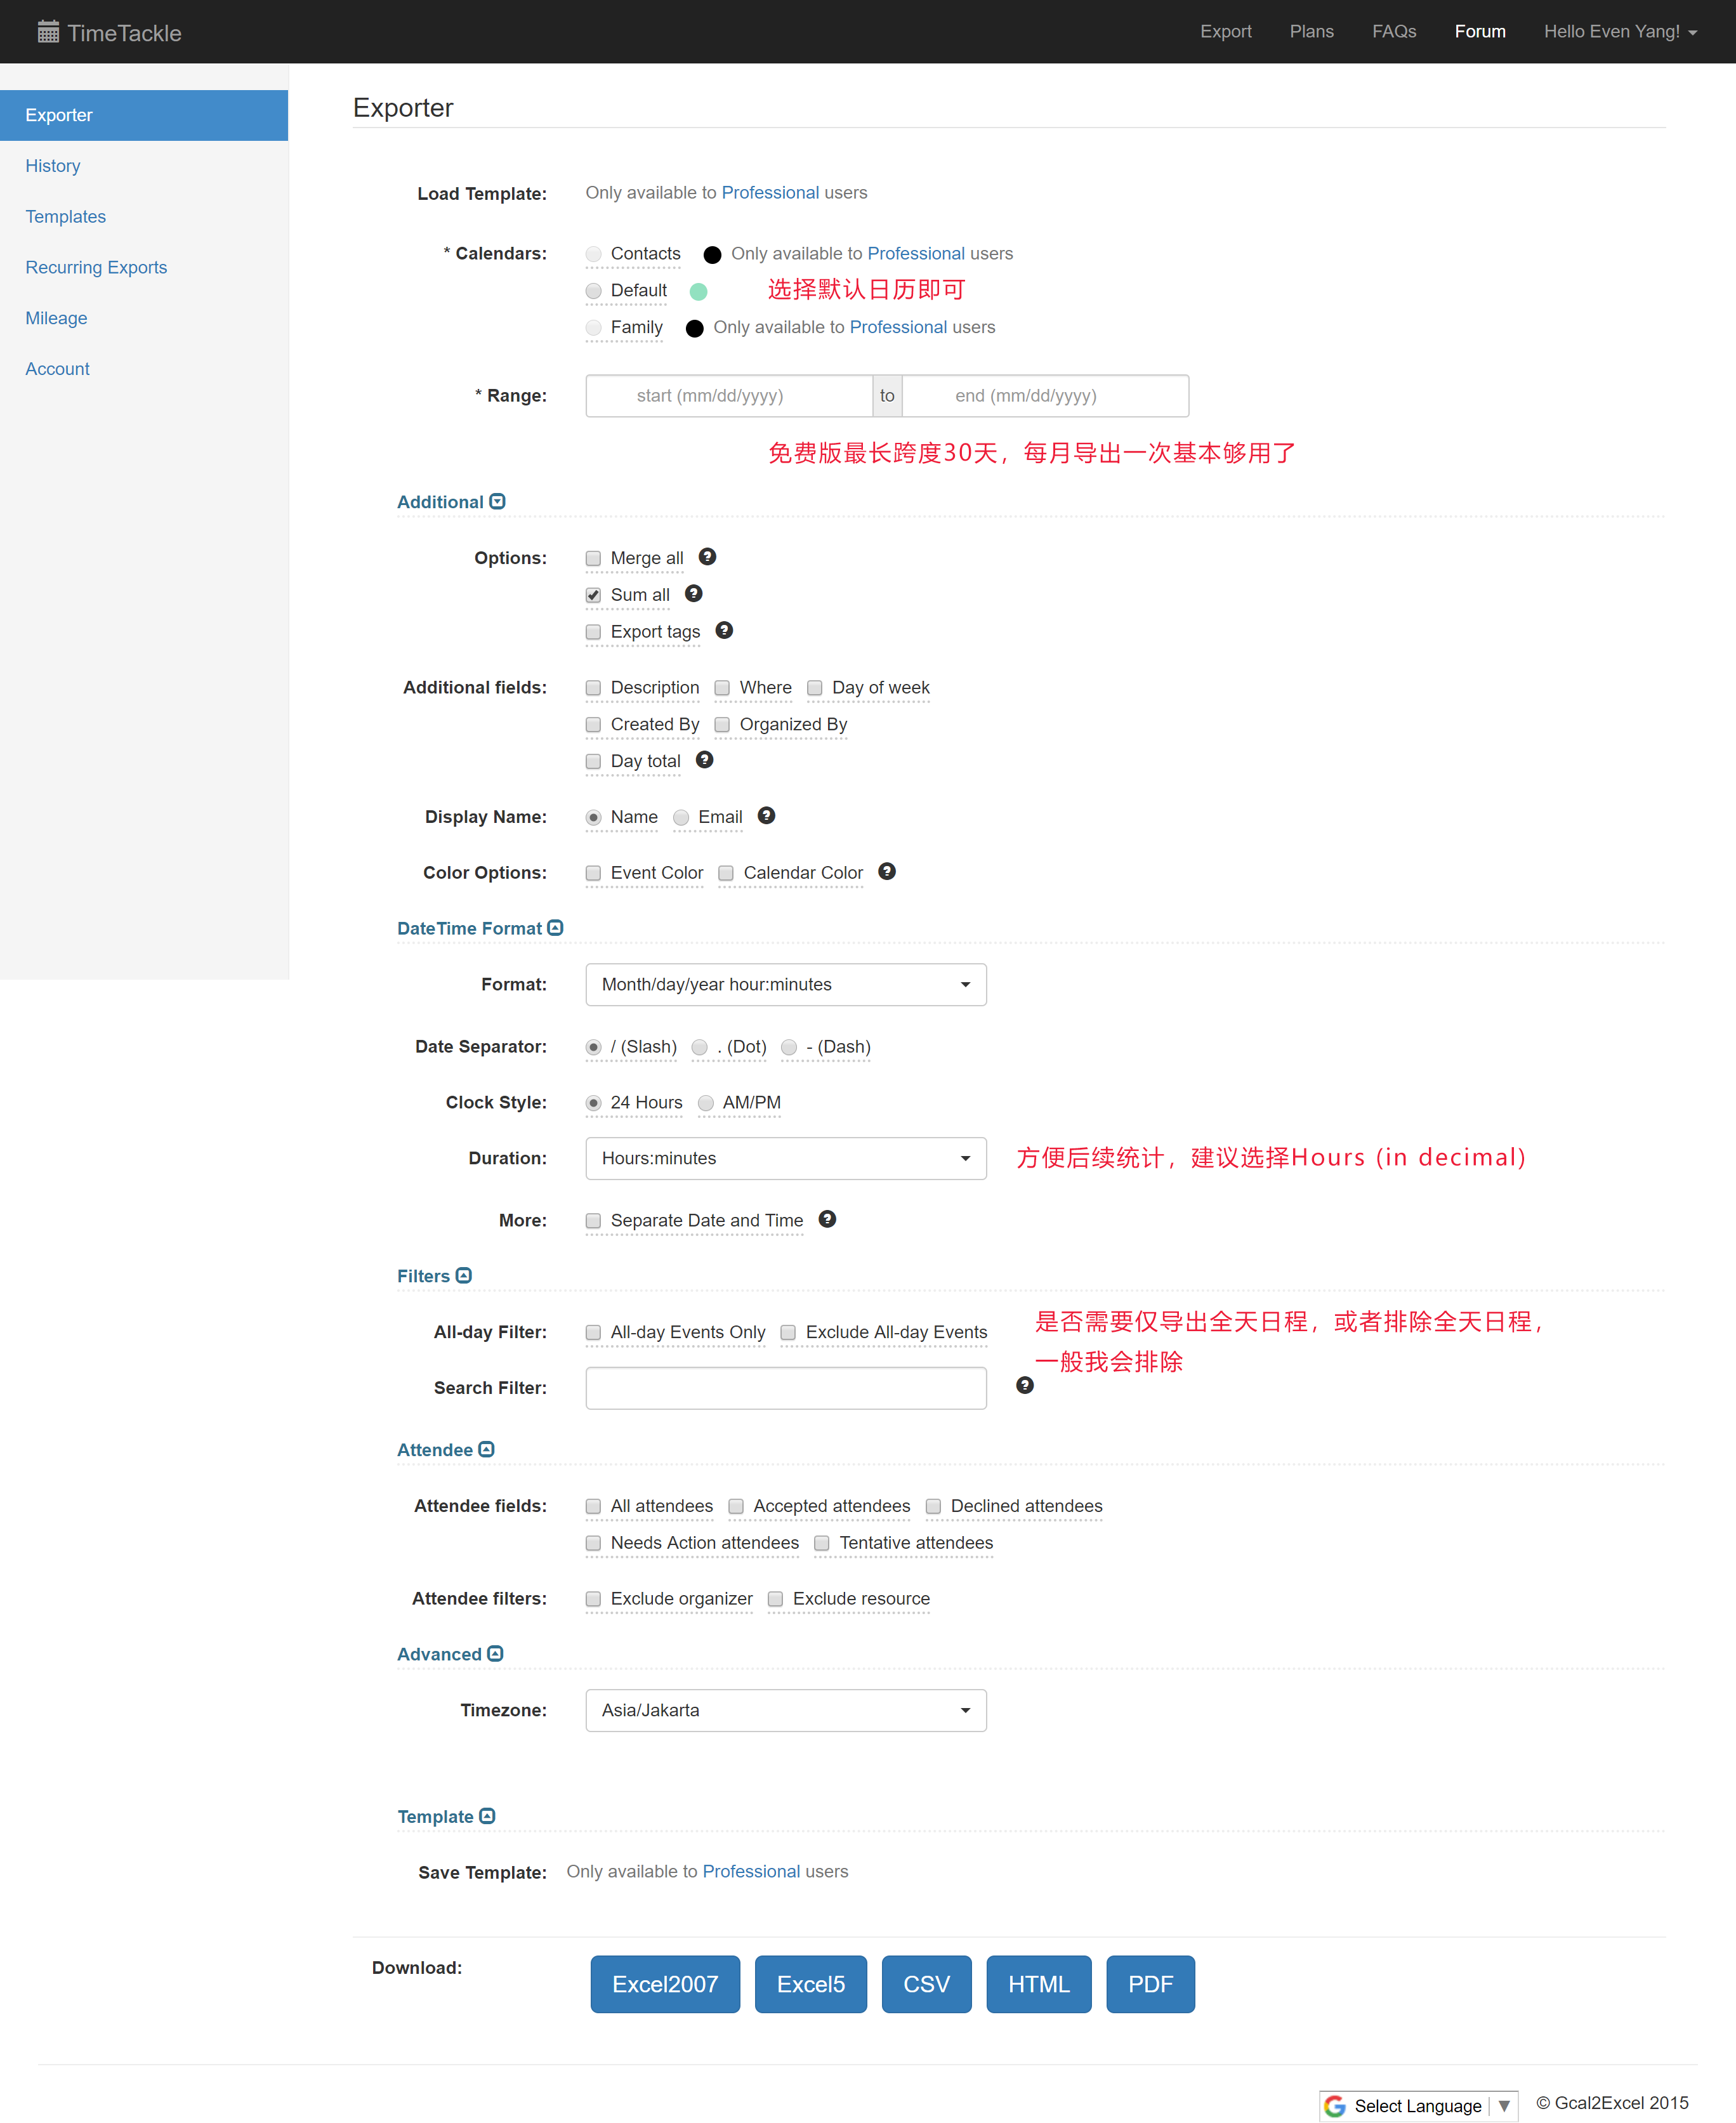 TimeTackle
Export Plans FAQs Forum Hello Even Yang!
Exporter
History
Templates
Recurring Exports
Mileage
Account
Exporter
Load Template: Only available to Professional users
* Calendars: Contacts Only available to Professional users
Default 选择默认日历即可
Family Only available to Professional users
* Range: start (mm/dd/yyyy) to end (mm/dd/yyyy)
免费版最长跨度30天，每月导出一次基本够用了
Additional
Options: Merge all ?
Sum all ?
Export tags ?
Additional fields: Description Where Day of week
Created By Organized By
Day total ?
Display Name: Name Email ?
Color Options: Event Color Calendar Color ?
DateTime Format
Format: Month/day/year hour:minutes
Date Separator: / (Slash) . (Dot) - (Dash)
Clock Style: 24 Hours AM/PM
Duration: Hours:minutes 方便后续统计，建议选择Hours (in decimal)
More: Separate Date and Time ?
Filters
All-day Filter: All-day Events Only Exclude All-day Events 是否需要仅导出全天日程，或者排除全天日程，
一般我会排除
Search Filter: ?
Attendee
Attendee fields: All attendees Accepted attendees Declined attendees
Needs Action attendees Tentative attendees
Attendee filters: Exclude organizer Exclude resource
Advanced
Timezone: Asia/Jakarta
Template
Save Template: Only available to Professional users
Download: Excel2007 Excel5 CSV HTML PDF
G Select Language ▼ © Gcal2Excel 2015